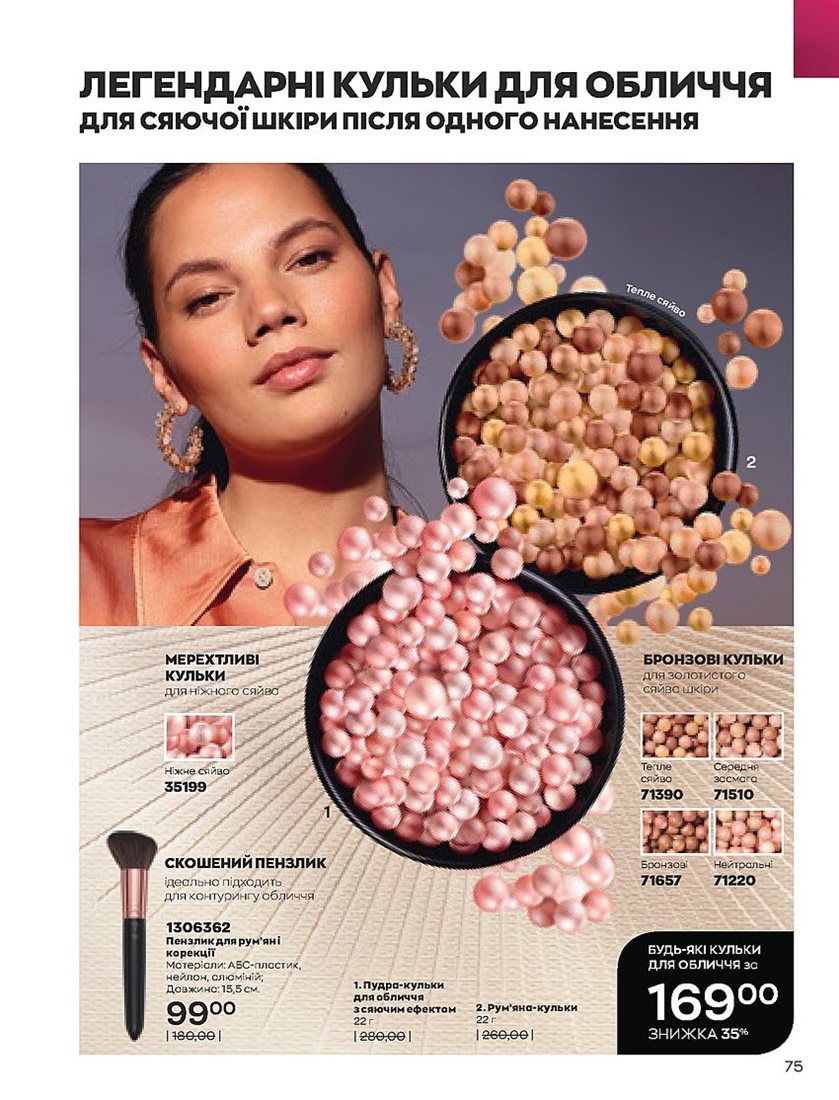 ЛЕГЕНДАРНІ КУЛЬКИ ДЛЯ ОБЛИЧЧЯ
ДЛЯ СЯЮЧОЇ ШКІРИ ПІСЛЯ ОДНОГО НАНЕСЕННЯ
Тепле сяйво
2
МЕРЕХТЛИВІ
КУЛЬКИ
для ніжного сяйва
Ніжне сяйво
35199
1
БРОНЗОВІ КУЛЬКИ
для золотистого
сяйва шкіри
Тепле
сяйво
71390
Середня
засмага
71510
Бронзові
71657
Нейтральні
71220
СКОШЕНИЙ ПЕНЗЛИК
ідеально підходить
для контурингу обличчя
1306362
Пензлик для рум'ян і
корекції
Матеріали: АБС-пластик,
нейлон, алюміній;
Довжина: 15,5 см.
9900
|180,00|
1. Пудра-кульки
для обличчя
з сяючим ефектом
22 г
|280,00|
2. Рум'яна-кульки
22 г
|260,00|
БУДЬ-ЯКІ КУЛЬКИ
ДЛЯ ОБЛИЧЧЯ за
16900
ЗНИЖКА 35%
75